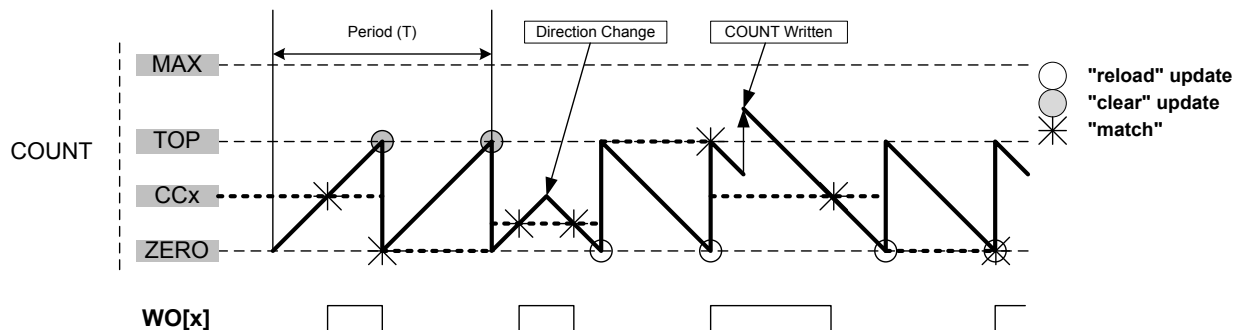 Period (T)
Direction Change
COUNT Written
MAX
"reload" update
"clear" update
TOP
"match"
COUNT
CCx
ZERO
WO[x]